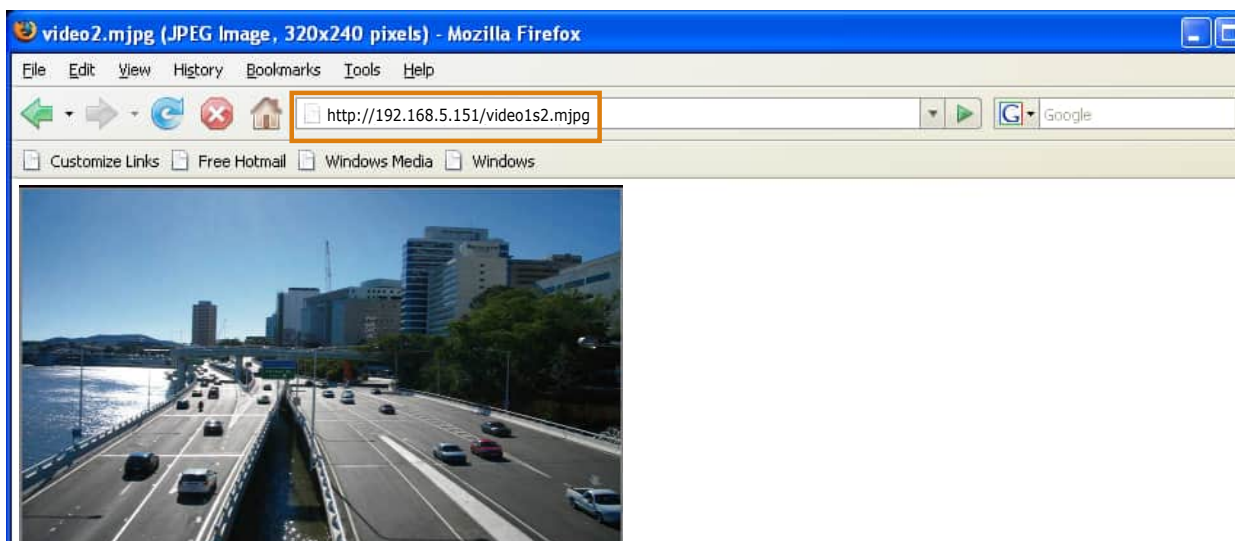 video2.mjpg (JPEG Image, 320x240 pixels) - Mozilla Firefox
File Edit View History Bookmarks Tools Help
http://192.168.5.151/video1s2.mjpg G Google
Customize Links Free Hotmail Windows Media Windows